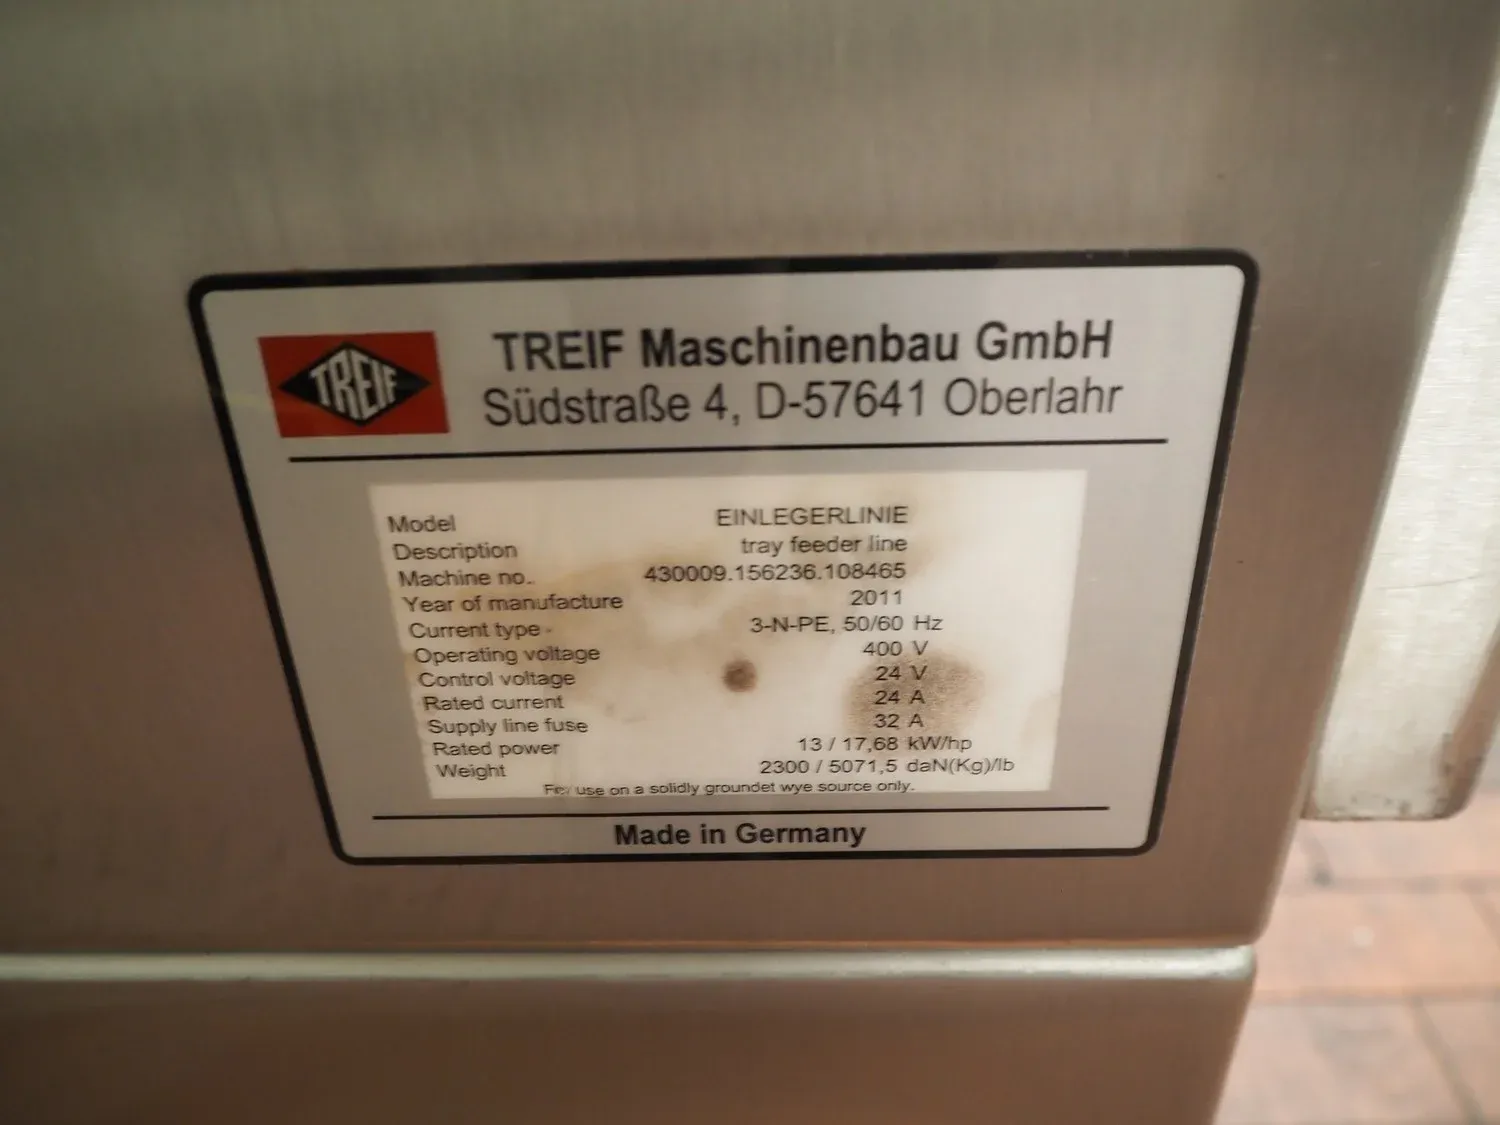 TREIF
TREIF Maschinenbau GmbH
Südstraße 4, D-57641 Oberlahr
Model EINLEGERLINIE
Description tray feeder line
Machine no. 430009.156236.108465
Year of manufacture 2011
Current type 3-N-PE, 50/60 Hz
Operating voltage 400 V
Control voltage 24 V
Rated current 24 A
Supply line fuse 32 A
Rated power 13 / 17,68 kW/hp
Weight 2300 / 5071,5 daN(Kg)/lb
use on a solidly groundet wye source only.
Made in Germany